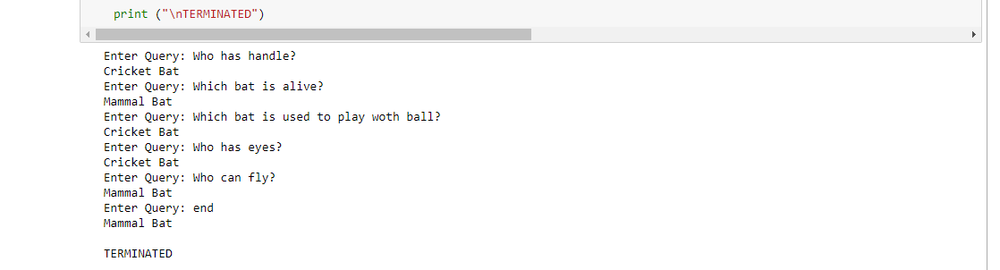 print ("\nTERMINATED")
Enter Query: Who has handle?
Cricket Bat
Enter Query: Which bat is alive?
Mammal Bat
Enter Query: Which bat is used to play woth ball?
Cricket Bat
Enter Query: Who has eyes?
Cricket Bat
Enter Query: Who can fly?
Mammal Bat
Enter Query: end
Mammal Bat
TERMINATED